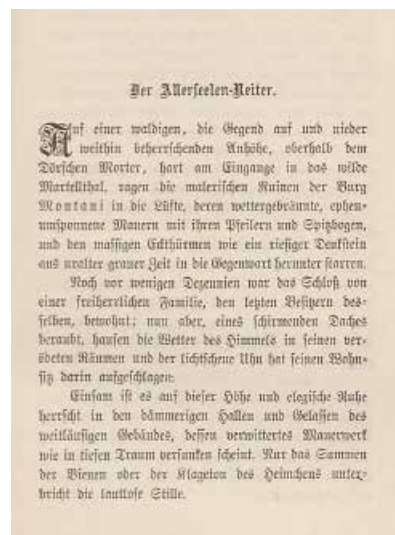 Der Allerseelen-Reiter.
Auf einer waldigen, die Gegend auf und nieder
weithin beherrschenden Anhöhe, oberhalb dem
Dörfchen Morter, hart am Eingange in das wilde
Martellthal, ragen die malerischen Ruinen der Burg
Montani in die Lüfte, deren wettergebräunte, epheu-
umsponnene Mauern mit ihren Pfeilern und Spitzbogen,
und den massigen Eckthürmen wie ein riesiger Denkstein
aus uralter grauer Zeit in die Gegenwart herunter starren.
Noch vor wenigen Dezennien war das Schloß von
einer freiherrlichen Familie, den letzten Besitzern des-
selben, bewohnt; nun aber, eines schirmenden Daches
beraubt, hausen die Wetter des Himmels in seinen ver-
ödeten Räumen und der lichtscheue Uhu hat seinen Wohn-
sitz darin aufgeschlagen.
Einsam ist es auf dieser Höhe und elegische Ruhe
herrscht in den dämmerigen Hallen und Gelassen des
weitläufigen Gebäudes, dessen verwittertes Mauerwerk
wie in tiefen Traum versunken scheint. Nur das Summen
der Bienen oder der Klageton des Heimchens unter-
bricht die lautlose Stille.